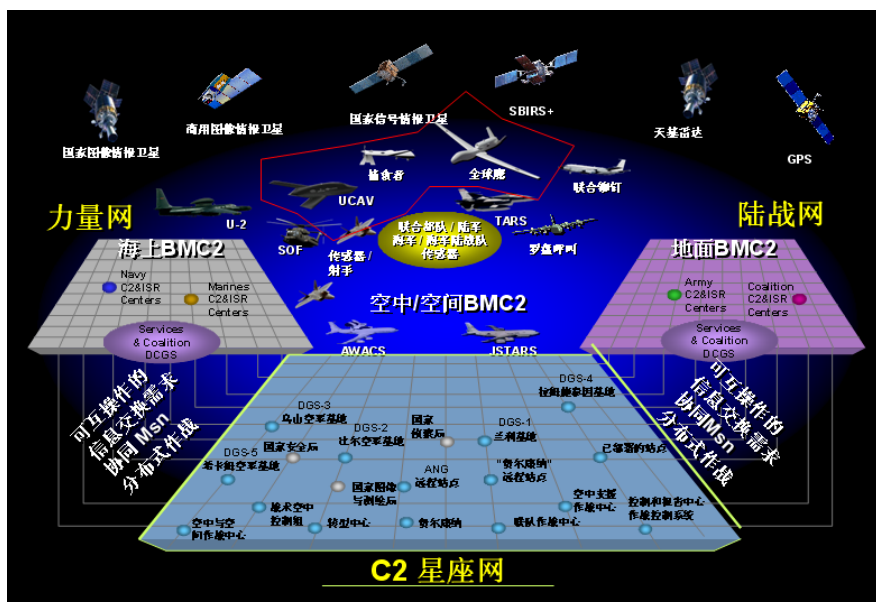 SBIRS+
国家信号情报卫星
商用图像情报卫星
国家图像情报卫星
天基雷达
GPS
捕食者
全球鹰
联合铆钉
UCAV
TARS
U-2
力量网
陆战网
SOF
传感器 /
射手
联合部队 / 陆军
海军 / 海军陆战队
传感器
罗盘呼叫
海上BMC2
地面BMC2
Navy
C2&ISR
Centers
Marines
C2&ISR
Centers
Services
& Coalition
DCGS
空中/空间BMC2
Army
C2&ISR
Centers
Coalition
C2&ISR
Centers
Services
& Coalition
DCGS
AWACS
JSTARS
可互操作的
信息交换需求
协同 Msn
分布式作战
可互操作的
信息交换需求
协同Msn
分布式作战
DGS-4
拉姆施泰因基地
DGS-3
乌山空军基地
DGS-2
比尔空军基地
国家
侦察局
DGS-1
兰利基地
国家安全局
DGS-5
希卡姆空军基地
已部署的站点
ANG
远程站点
“费尔康纳”
远程站点
国家图像
与测绘局
战术空中
控制组
空中支援
作战中心
控制和报告中心
作战控制系统
空中与空
间作战中心
转型中心
费尔康纳
联队作战中心
C2 星座网